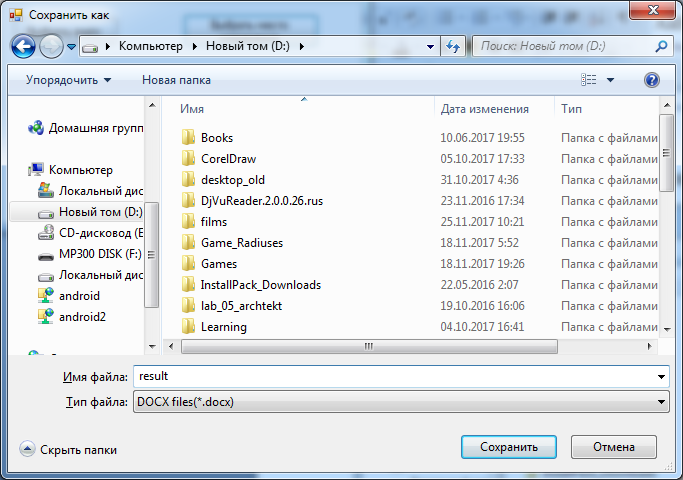 Сохранить как
Компьютер Новый том (D:) Поиск: Новый том (D:)
Упорядочить Новая папка
Имя Дата изменения Тип
Домашняя групп
Компьютер
Локальный дис
Новый том (D:)
CD-дисковод (E
MP300 DISK (F:)
Локальный дис
android
android2
Books 10.06.2017 19:55 Папка с файлами
CorelDraw 05.10.2017 17:33 Папка с файлами
desktop_old 31.10.2017 4:36 Папка с файлами
DjVuReader.2.0.0.26.rus 23.11.2016 17:34 Папка с файлами
films 25.11.2017 10:21 Папка с файлами
Game_Radiuses 18.11.2017 5:52 Папка с файлами
Games 18.11.2017 19:26 Папка с файлами
InstallPack_Downloads 22.05.2016 2:07 Папка с файлами
lab_05_archtekt 19.10.2016 16:06 Папка с файлами
Learning 04.10.2017 16:41 Папка с файлами
Имя файла: result
Тип файла: DOCX files(*.docx)
Скрыть папки Сохранить Отмена